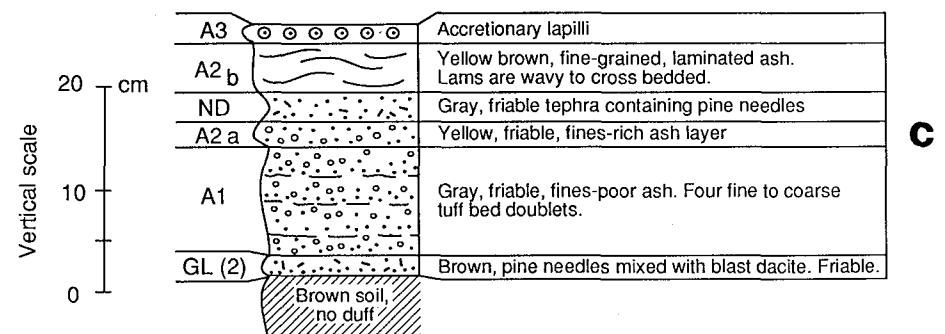 A3 Accretionary lapilli
A2 b Yellow brown, fine-grained, laminated ash.
Lams are wavy to cross bedded.
20 cm
ND Gray, friable tephra containing pine needles
A2 a Yellow, friable, fines-rich ash layer
C
Vertical scale
10
A1 Gray, friable, fines-poor ash. Four fine to coarse
tuff bed doublets.
GL (2) Brown, pine needles mixed with blast dacite. Friable.
0
Brown soil,
no duff